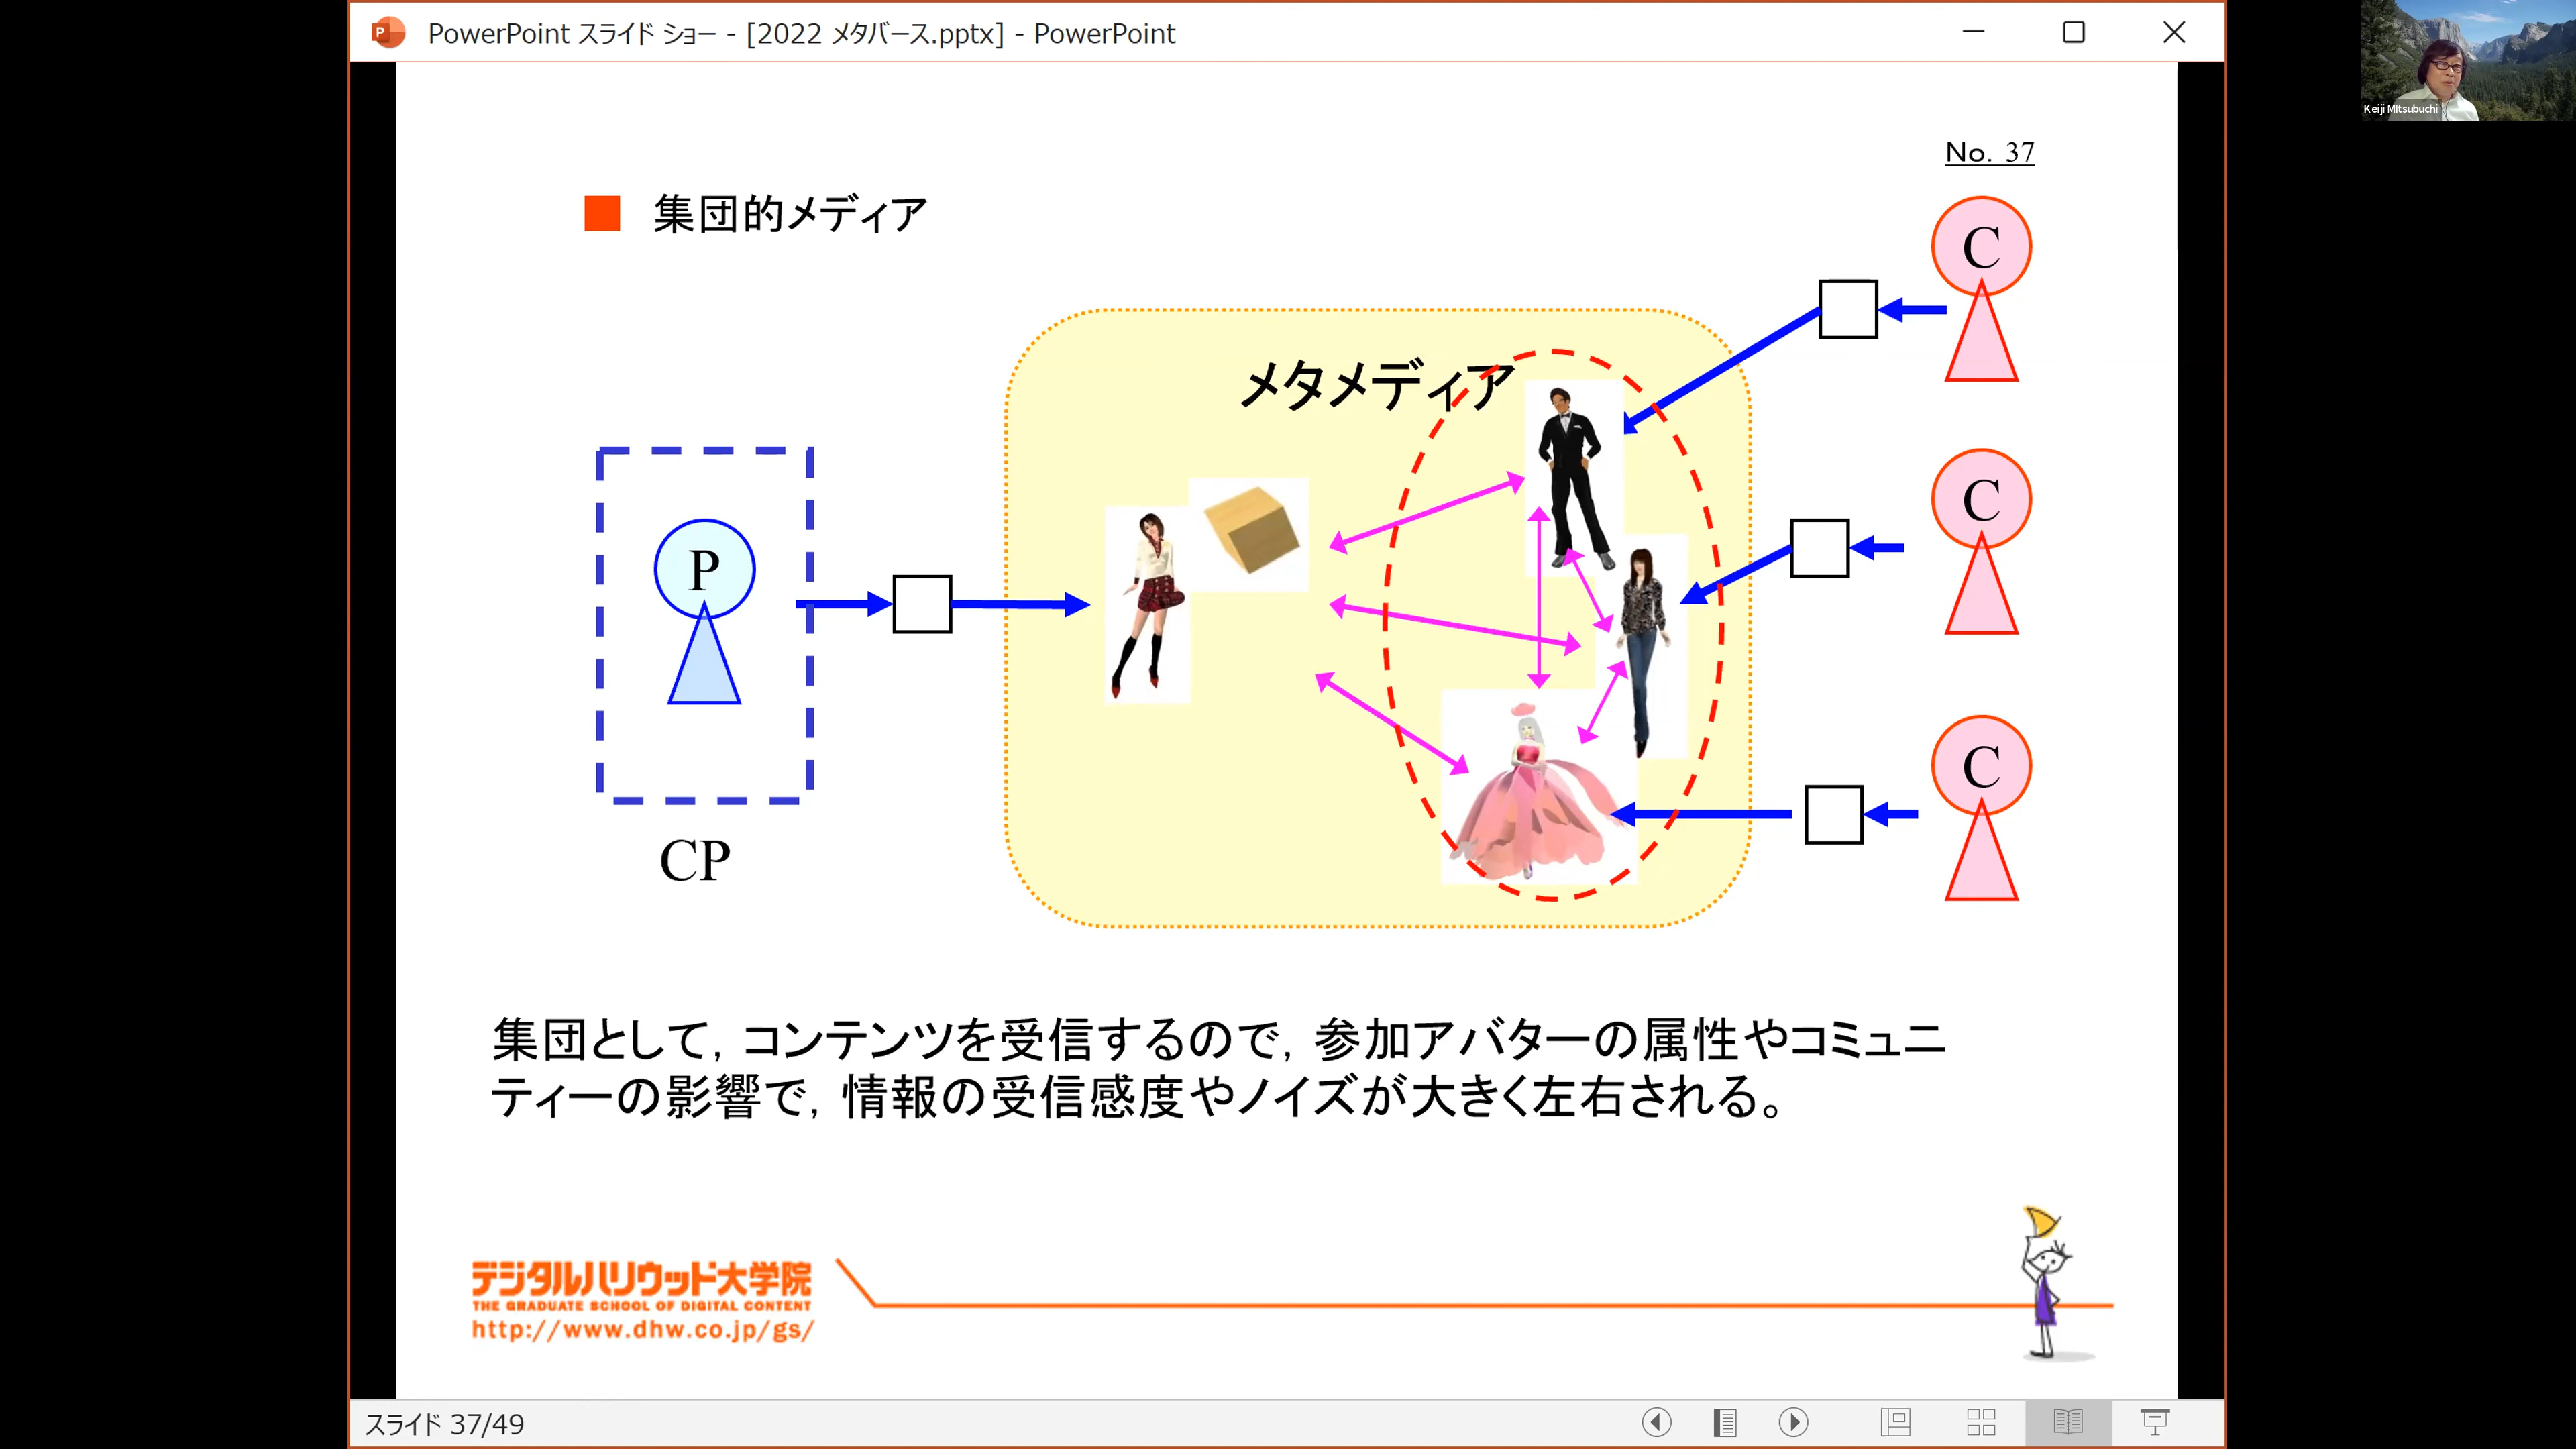 PowerPoint スライド ショー - [2022 メタバース.pptx] - PowerPoint
Keiji MItsubuchi
No. 37
集団的メディア
C
メタメディア
C
P
C
CP
集団として，コンテンツを受信するので，参加アバターの属性やコミュニ
ティーの影響で，情報の受信感度やノイズが大きく左右される。
デジタルハリウッド大学院
THE GRADUATE SCHOOL OF DIGITAL CONTENT
http://www.dhw.co.jp/gs/
スライド 37/49